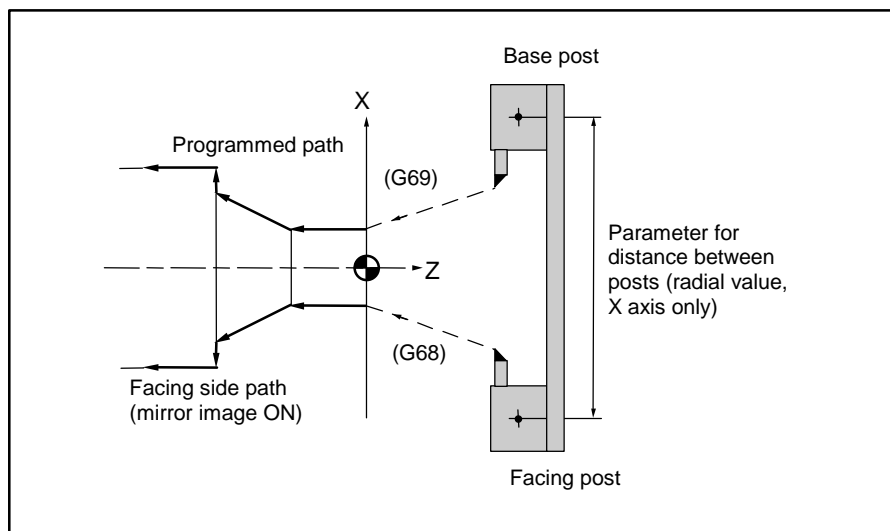 Base post
X
Programmed path
(G69)
Parameter for
distance between
posts (radial value,
X axis only)
Z
(G68)
Facing side path
(mirror image ON)
Facing post